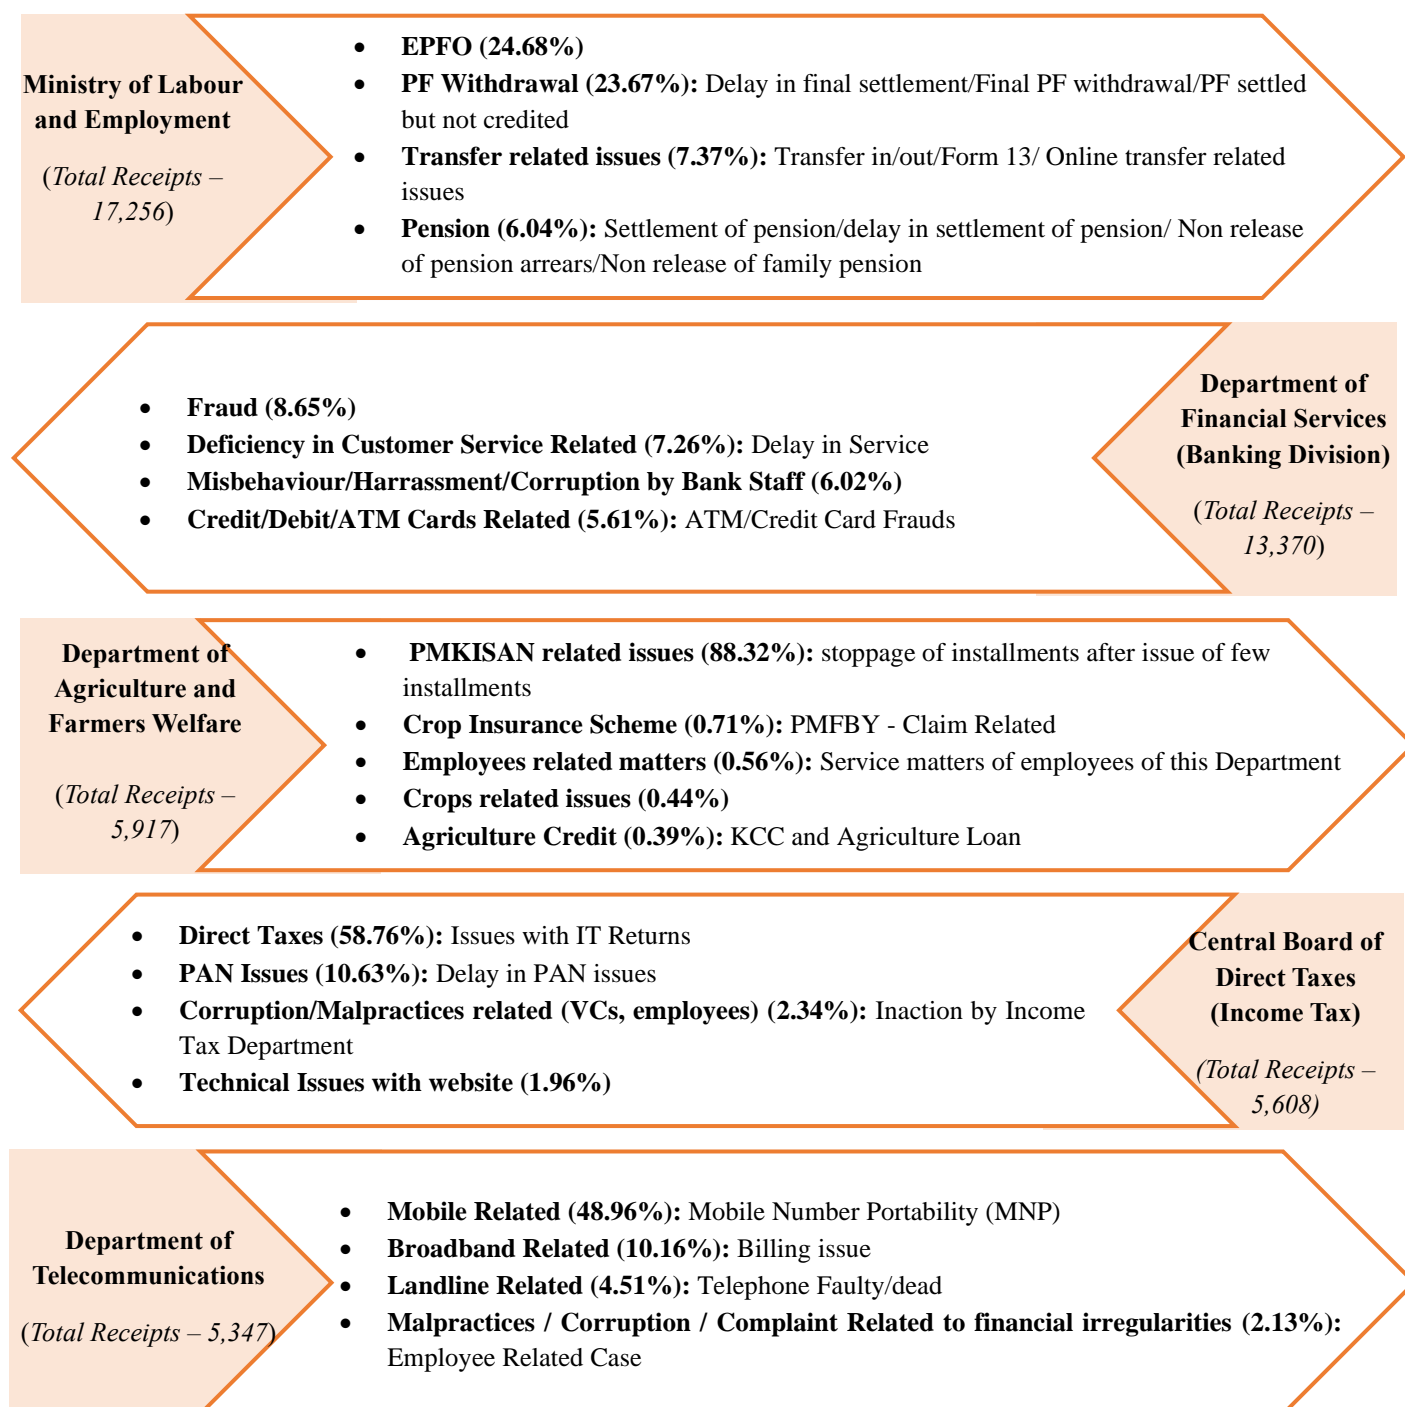 Ministry of Labour
and Employment
(Total Receipts –
17,256)
• EPFO (24.68%)
• PF Withdrawal (23.67%): Delay in final settlement/Final PF withdrawal/PF settled
but not credited
• Transfer related issues (7.37%): Transfer in/out/Form 13/ Online transfer related
issues
• Pension (6.04%): Settlement of pension/delay in settlement of pension/ Non release
of pension arrears/Non release of family pension
• Fraud (8.65%)
• Deficiency in Customer Service Related (7.26%): Delay in Service
• Misbehaviour/Harrassment/Corruption by Bank Staff (6.02%)
• Credit/Debit/ATM Cards Related (5.61%): ATM/Credit Card Frauds
Department of
Financial Services
(Banking Division)
(Total Receipts –
13,370)
Department of
Agriculture and
Farmers Welfare
(Total Receipts –
5,917)
• PMKISAN related issues (88.32%): stoppage of installments after issue of few
installments
• Crop Insurance Scheme (0.71%): PMFBY - Claim Related
• Employees related matters (0.56%): Service matters of employees of this Department
• Crops related issues (0.44%)
• Agriculture Credit (0.39%): KCC and Agriculture Loan
• Direct Taxes (58.76%): Issues with IT Returns
• PAN Issues (10.63%): Delay in PAN issues
• Corruption/Malpractices related (VCs, employees) (2.34%): Inaction by Income
Tax Department
• Technical Issues with website (1.96%)
Central Board of
Direct Taxes
(Income Tax)
(Total Receipts –
5,608)
Department of
Telecommunications
(Total Receipts – 5,347)
• Mobile Related (48.96%): Mobile Number Portability (MNP)
• Broadband Related (10.16%): Billing issue
• Landline Related (4.51%): Telephone Faulty/dead
• Malpractices / Corruption / Complaint Related to financial irregularities (2.13%):
Employee Related Case